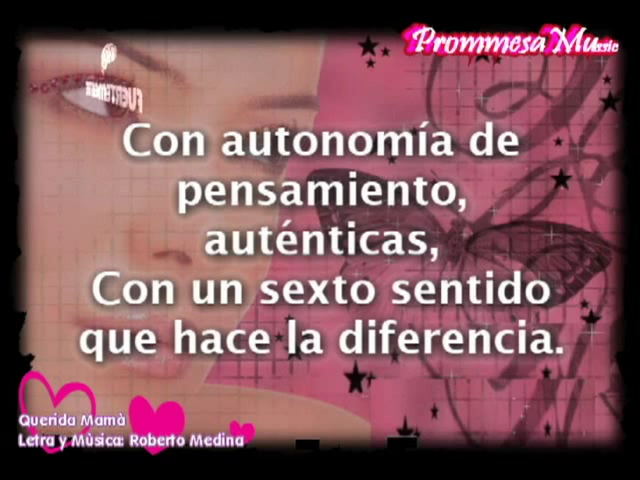 Prommesa Music
Con autonomía de
pensamiento,
auténticas,
Con un sexto sentido
que hace la diferencia.
Querida Mamà
Letra y Mùsica: Roberto Medina